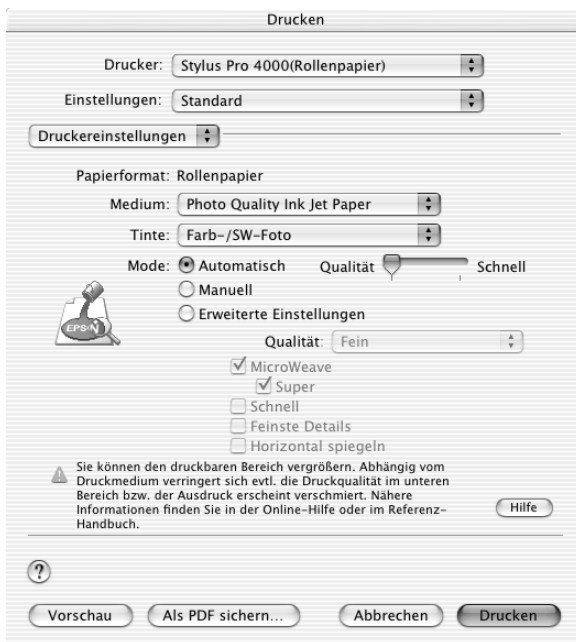 Drucken
Drucker: Stylus Pro 4000(Rollenpapier)
Einstellungen: Standard
Druckereinstellungen
Papierformat: Rollenpapier
Medium: Photo Quality Ink Jet Paper
Tinte: Farb-/SW-Foto
Mode: Automatisch Qualität Schnell
Manuell
Erweiterte Einstellungen
EPSON
Qualität: Fein
MicroWeave
Super
Schnell
Feinste Details
Horizontal spiegeln
Sie können den druckbaren Bereich vergrößern. Abhängig vom
Druckmedium verringert sich evtl. die Druckqualität im unteren
Bereich bzw. der Ausdruck erscheint verschmiert. Nähere
Informationen finden Sie in der Online-Hilfe oder im Referenz-
Handbuch.
Hilfe
?
Vorschau Als PDF sichern... Abbrechen Drucken